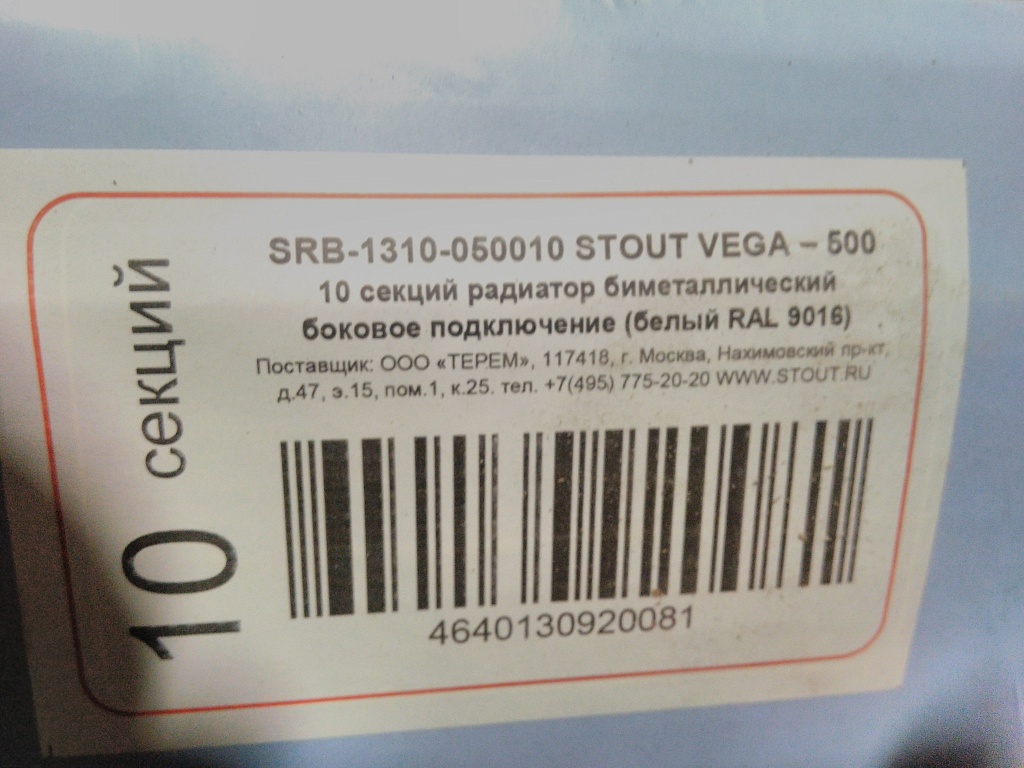 10 секций
SRB-1310-050010 STOUT VEGA – 500
10 секций радиатор биметаллический
боковое подключение (белый RAL 9016)
Поставщик: ООО «ТЕРЕМ», 117418, г. Москва, Нахимовский пр-кт,
д.47, э.15, пом.1, к.25. тел. +7(495) 775-20-20 WWW.STOUT.RU
4640130920081